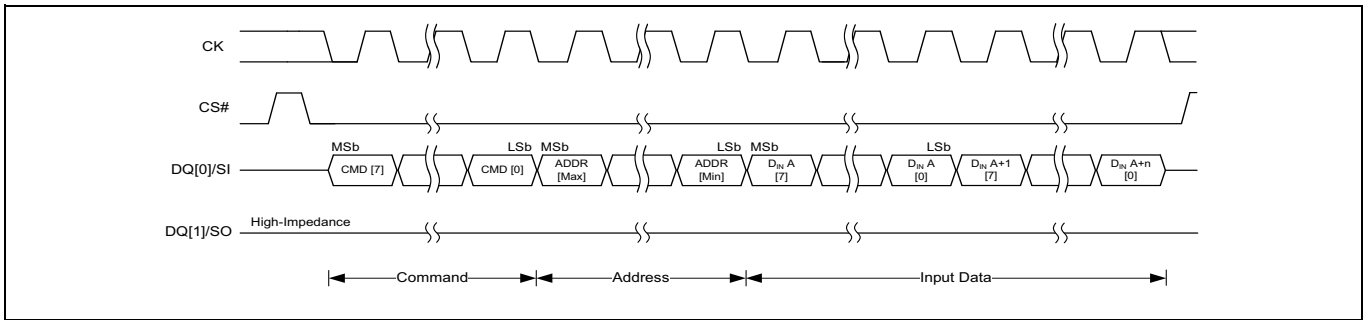 CK
CS#
MSb LSb MSb LSb MSb LSb
DQ[0]/SI CMD [7] CMD [0] ADDR [Max] ADDR [Min] DIN A [7] DIN A [0] DIN A+1 [7] DIN A+n [0]
DQ[1]/SO High-Impedance
Command Address Input Data